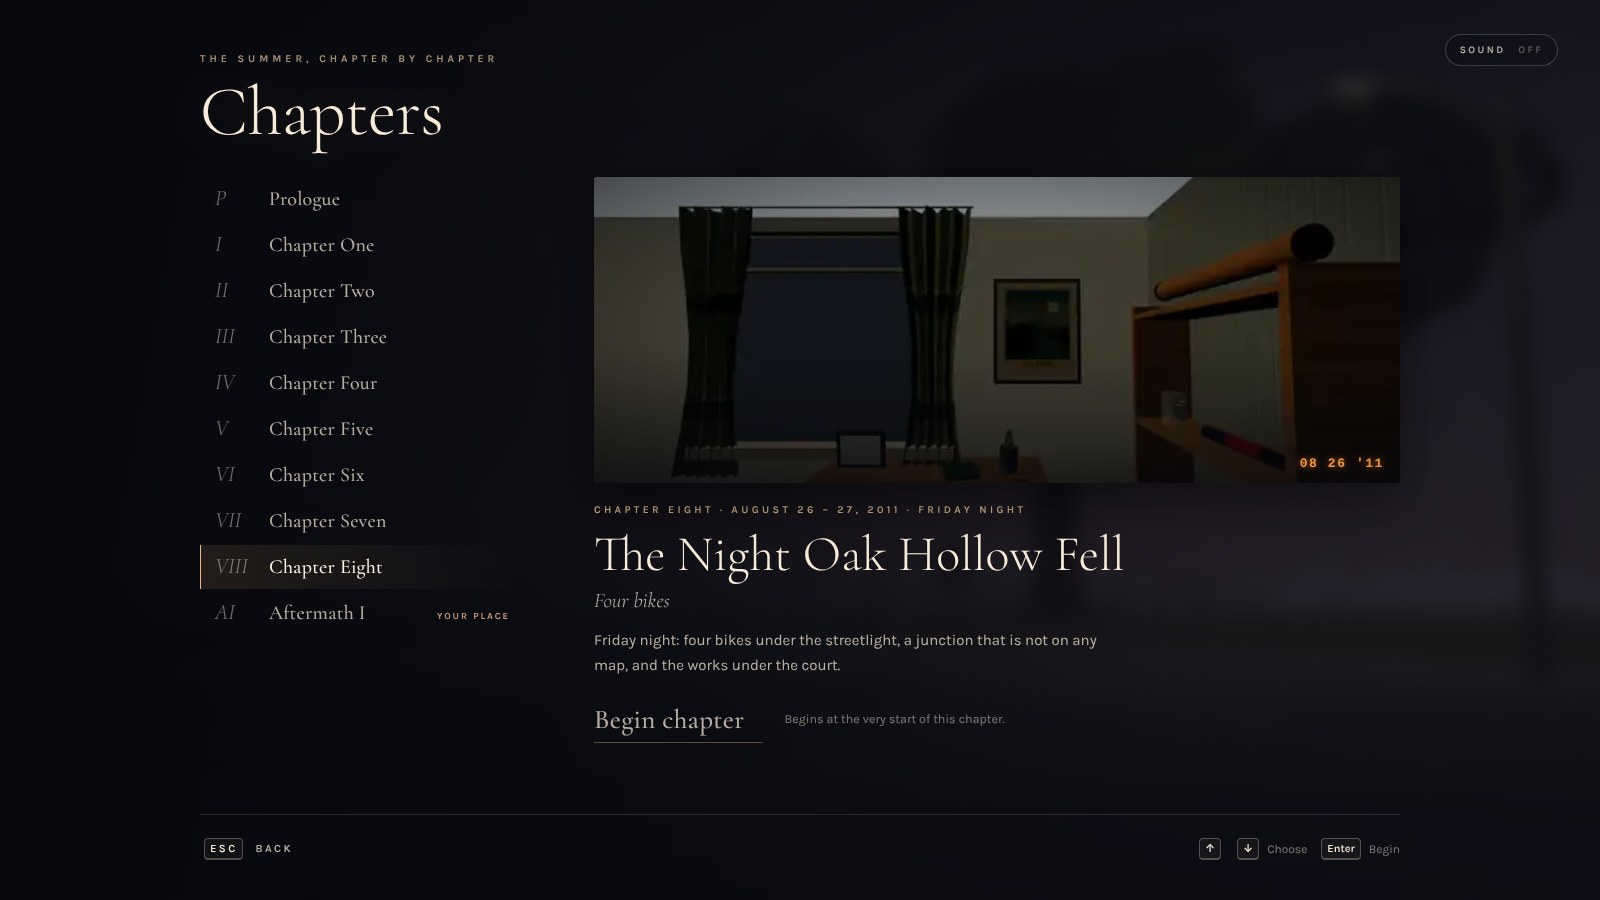 THE SUMMER, CHAPTER BY CHAPTER
SOUND OFF
Chapters
P Prologue
I Chapter One
II Chapter Two
III Chapter Three
IV Chapter Four
V Chapter Five
VI Chapter Six
VII Chapter Seven
VIII Chapter Eight
AI Aftermath I YOUR PLACE
08 26 '11
CHAPTER EIGHT · AUGUST 26 – 27, 2011 · FRIDAY NIGHT
The Night Oak Hollow Fell
Four bikes
Friday night: four bikes under the streetlight, a junction that is not on any
map, and the works under the court.
Begin chapter Begins at the very start of this chapter.
ESC BACK
↑ ↓ Choose Enter Begin